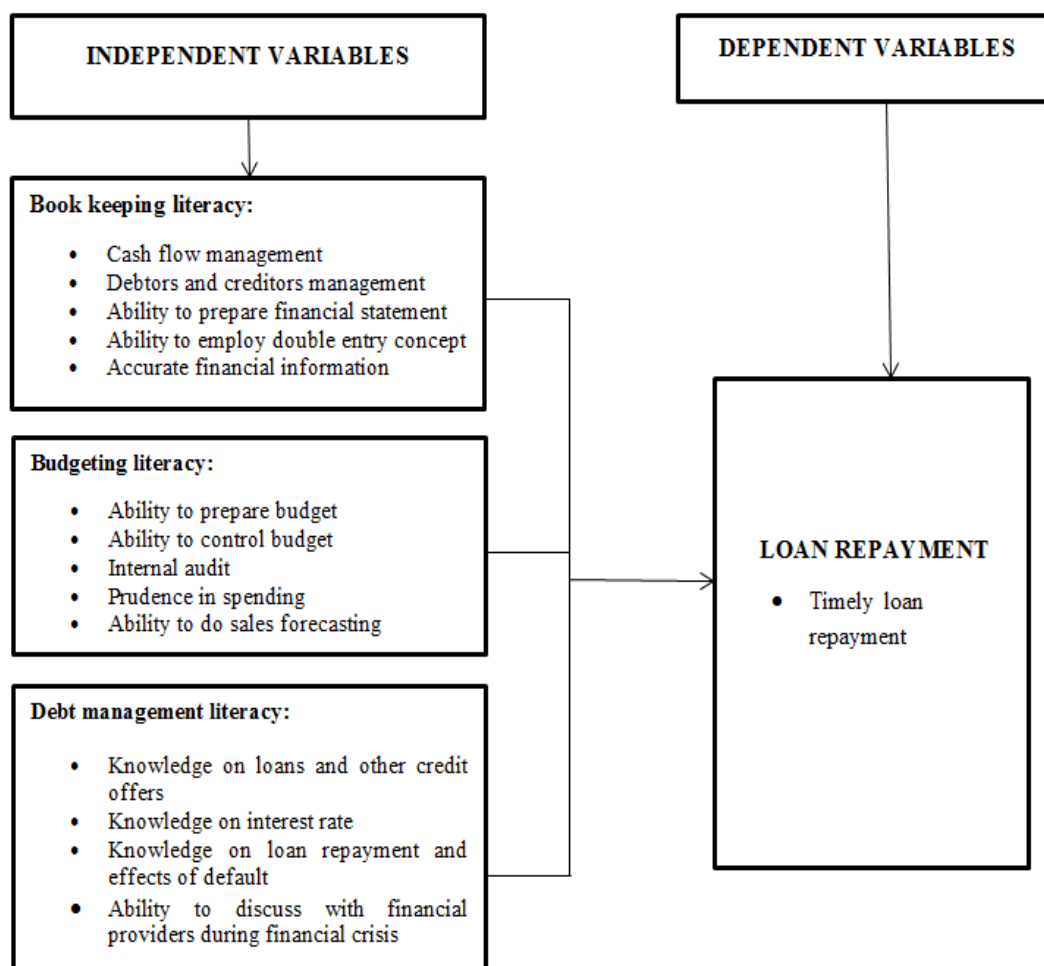 INDEPENDENT VARIABLES
DEPENDENT VARIABLES
Book keeping literacy:
• Cash flow management
• Debtors and creditors management
• Ability to prepare financial statement
• Ability to employ double entry concept
• Accurate financial information
Budgeting literacy:
• Ability to prepare budget
• Ability to control budget
• Internal audit
• Prudence in spending
• Ability to do sales forecasting
Debt management literacy:
• Knowledge on loans and other credit
offers
• Knowledge on interest rate
• Knowledge on loan repayment and
effects of default
• Ability to discuss with financial
providers during financial crisis
LOAN REPAYMENT
• Timely loan
repayment